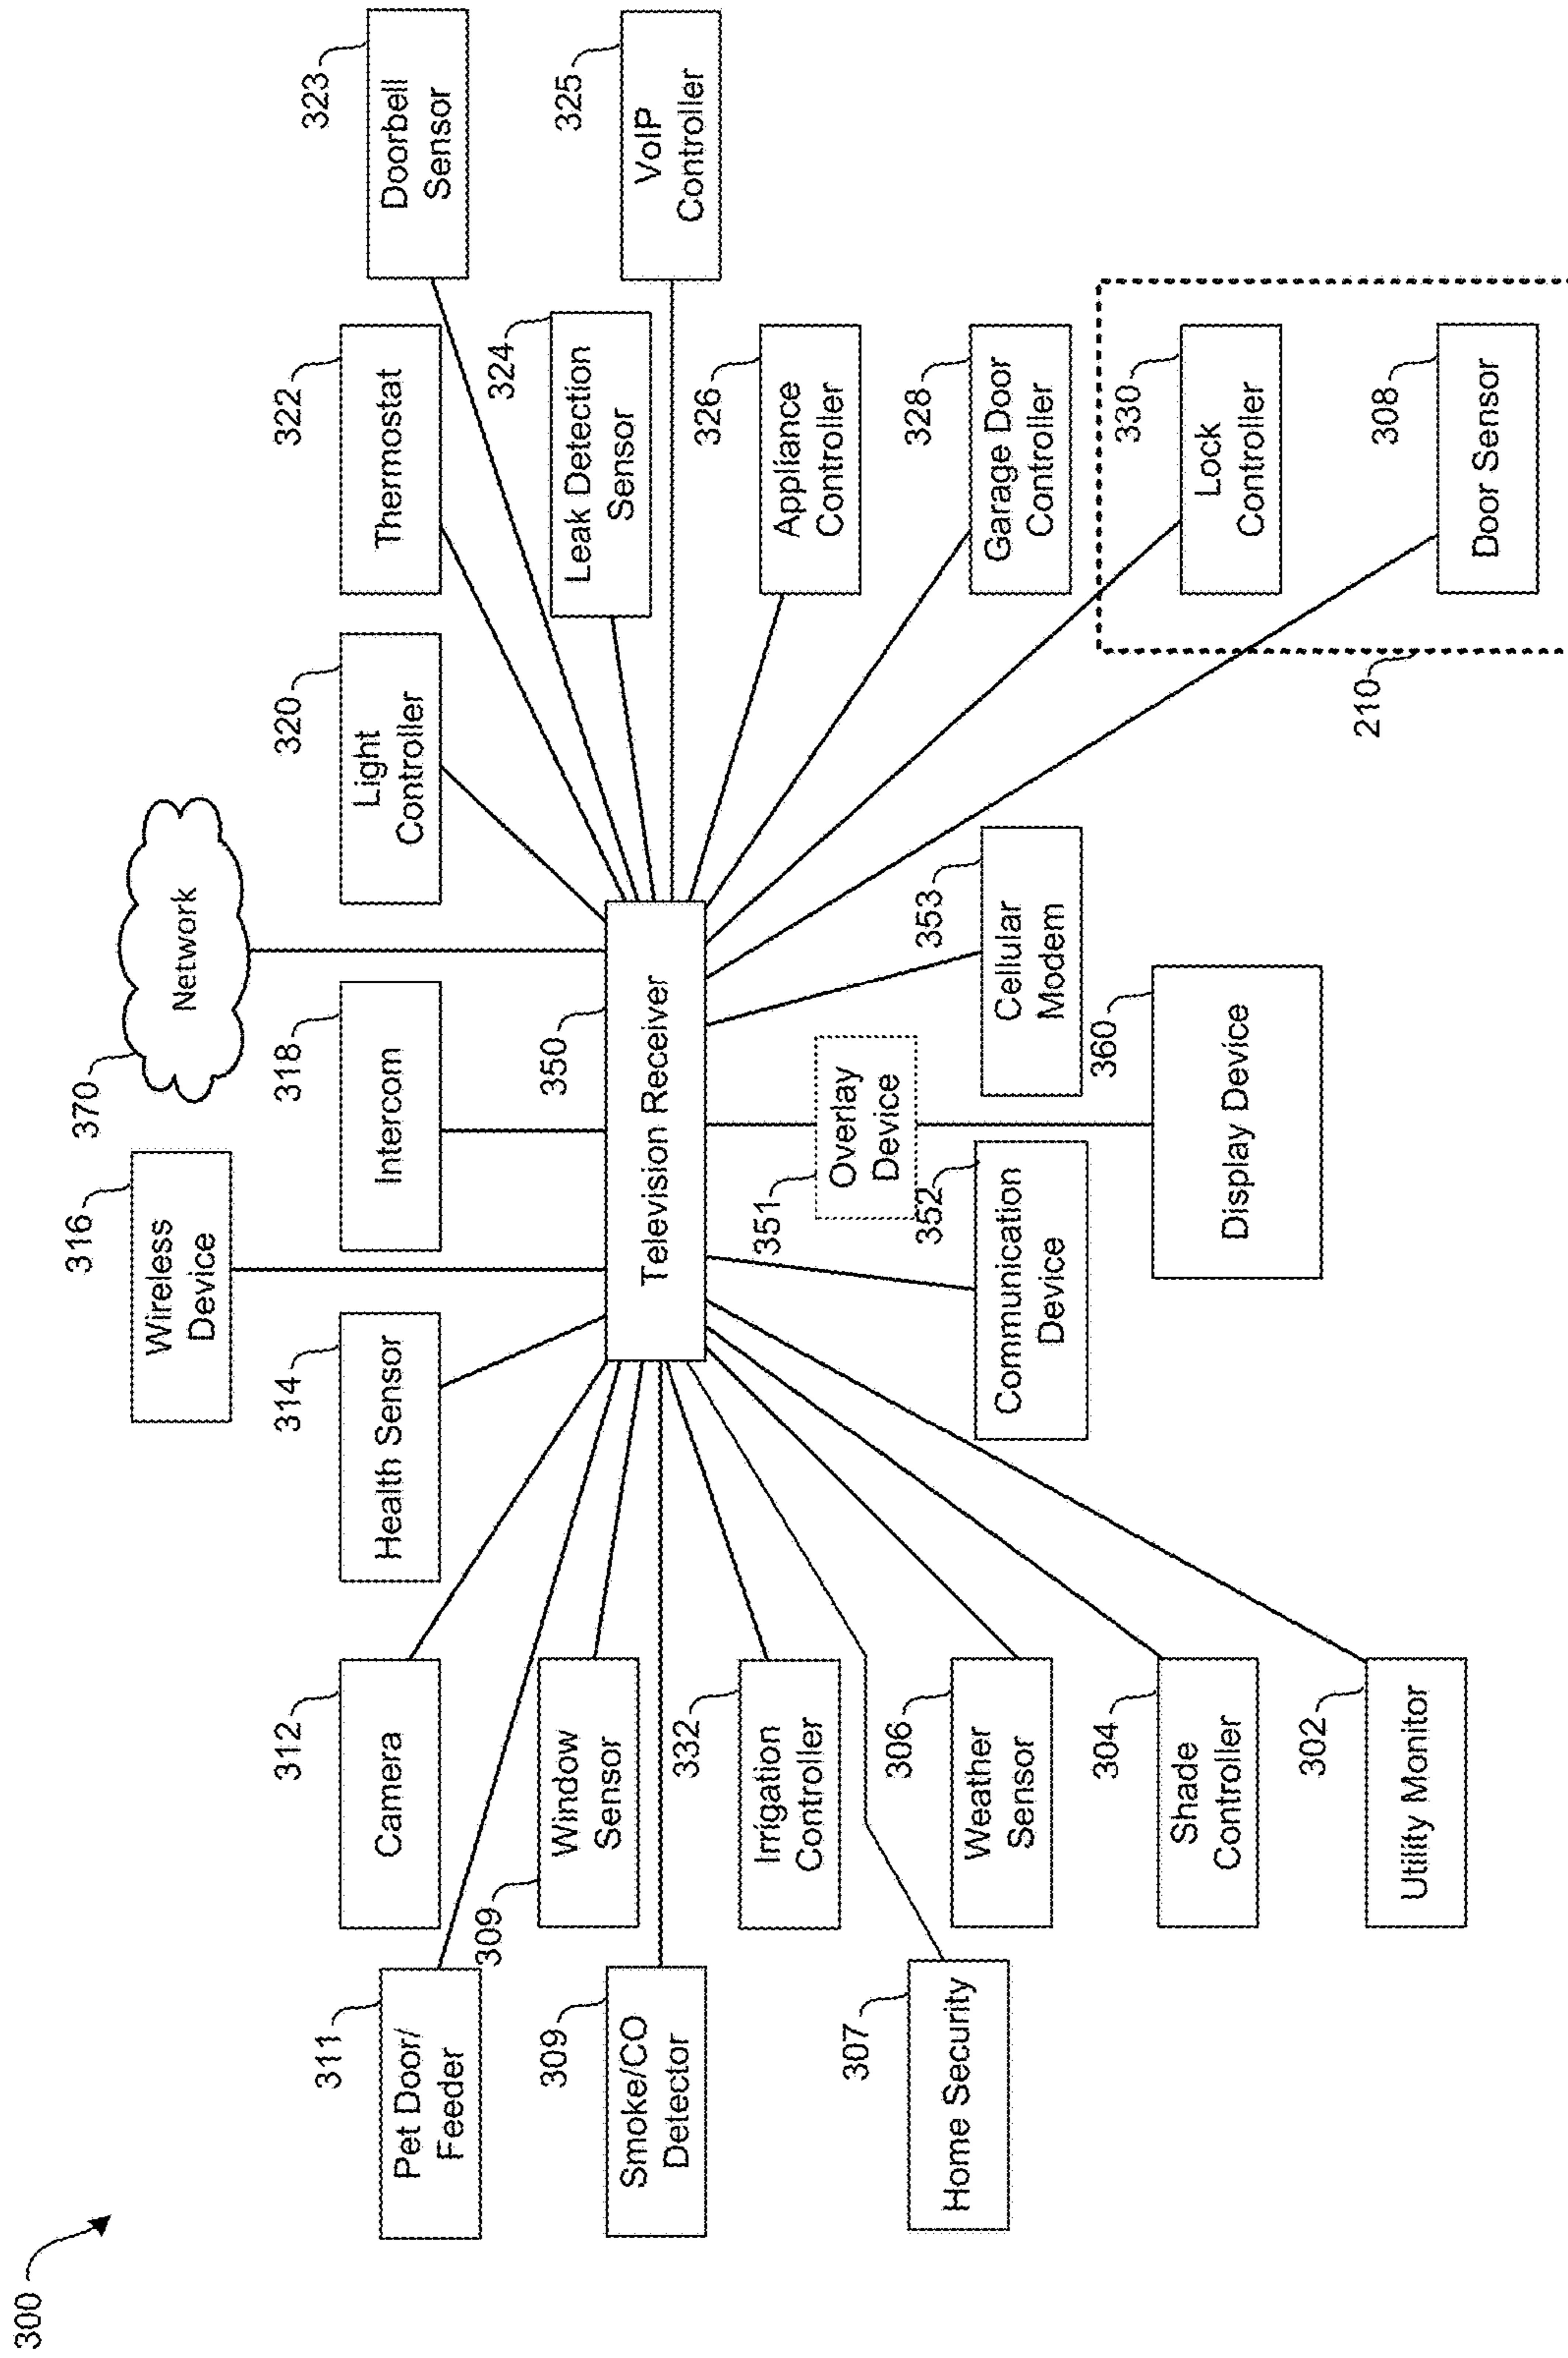 300
370
Network
316
Wireless
Device
312
Camera
314
Health Sensor
318
Intercom
320
Light
Controller
322
Thermostat
323
Doorbell
Sensor
311
Pet Door/
Feeder
309
Window
Sensor
324
Leak Detection
Sensor
309
Smoke/CO
Detector
350
Television Receiver
325
VoIP
Controller
332
Irrigation
Controller
351
Overlay
Device
326
Appliance
Controller
307
Home Security
306
Weather
Sensor
352
Communication
Device
353
Cellular
Modem
328
Garage Door
Controller
304
Shade
Controller
360
Display Device
330
Lock
Controller
302
Utility Monitor
210
308
Door Sensor